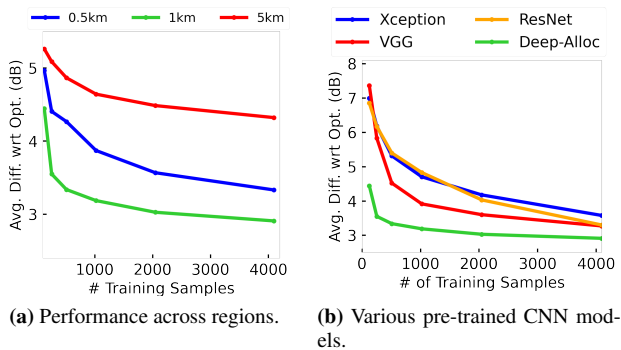 0.5km 1km 5km
Avg. Diff. wrt Opt. (dB)
5
4
3
1000 2000 3000 4000
# Training Samples
(a) Performance across regions.
Xception ResNet
VGG Deep-Alloc
Avg. Diff. wrt Opt. (dB)
8
7
6
5
4
3
0 1000 2000 3000 4000
# of Training Samples
(b) Various pre-trained CNN mod-
els.